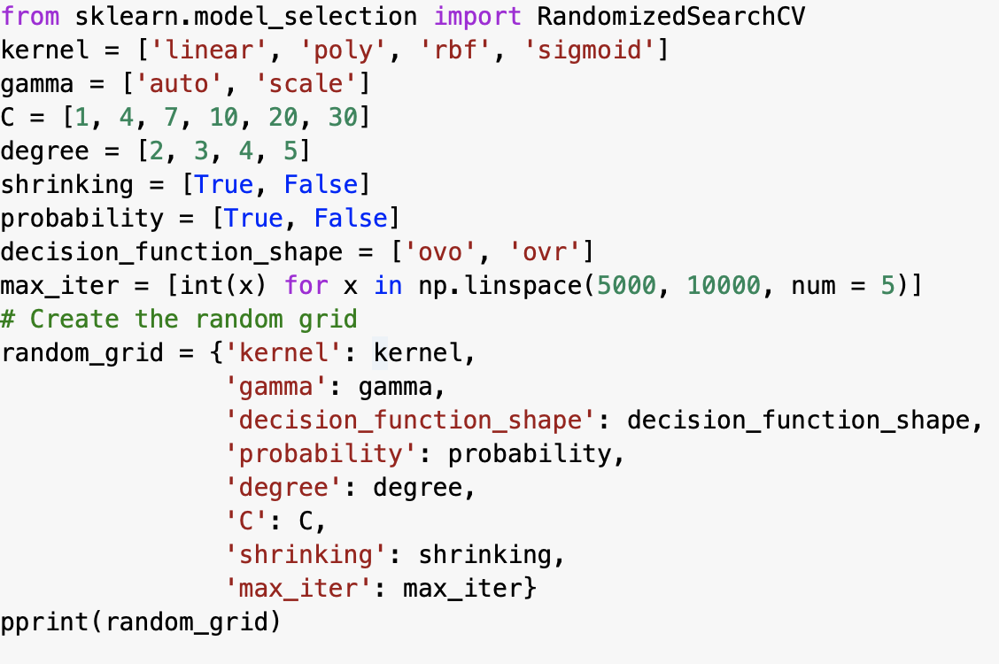 from sklearn.model_selection import RandomizedSearchCV
kernel = ['linear', 'poly', 'rbf', 'sigmoid']
gamma = ['auto', 'scale']
C = [1, 4, 7, 10, 20, 30]
degree = [2, 3, 4, 5]
shrinking = [True, False]
probability = [True, False]
decision_function_shape = ['ovo', 'ovr']
max_iter = [int(x) for x in np.linspace(5000, 10000, num = 5)]
# Create the random grid
random_grid = {'kernel': kernel,
               'gamma': gamma,
               'decision_function_shape': decision_function_shape,
               'probability': probability,
               'degree': degree,
               'C': C,
               'shrinking': shrinking,
               'max_iter': max_iter}
pprint(random_grid)